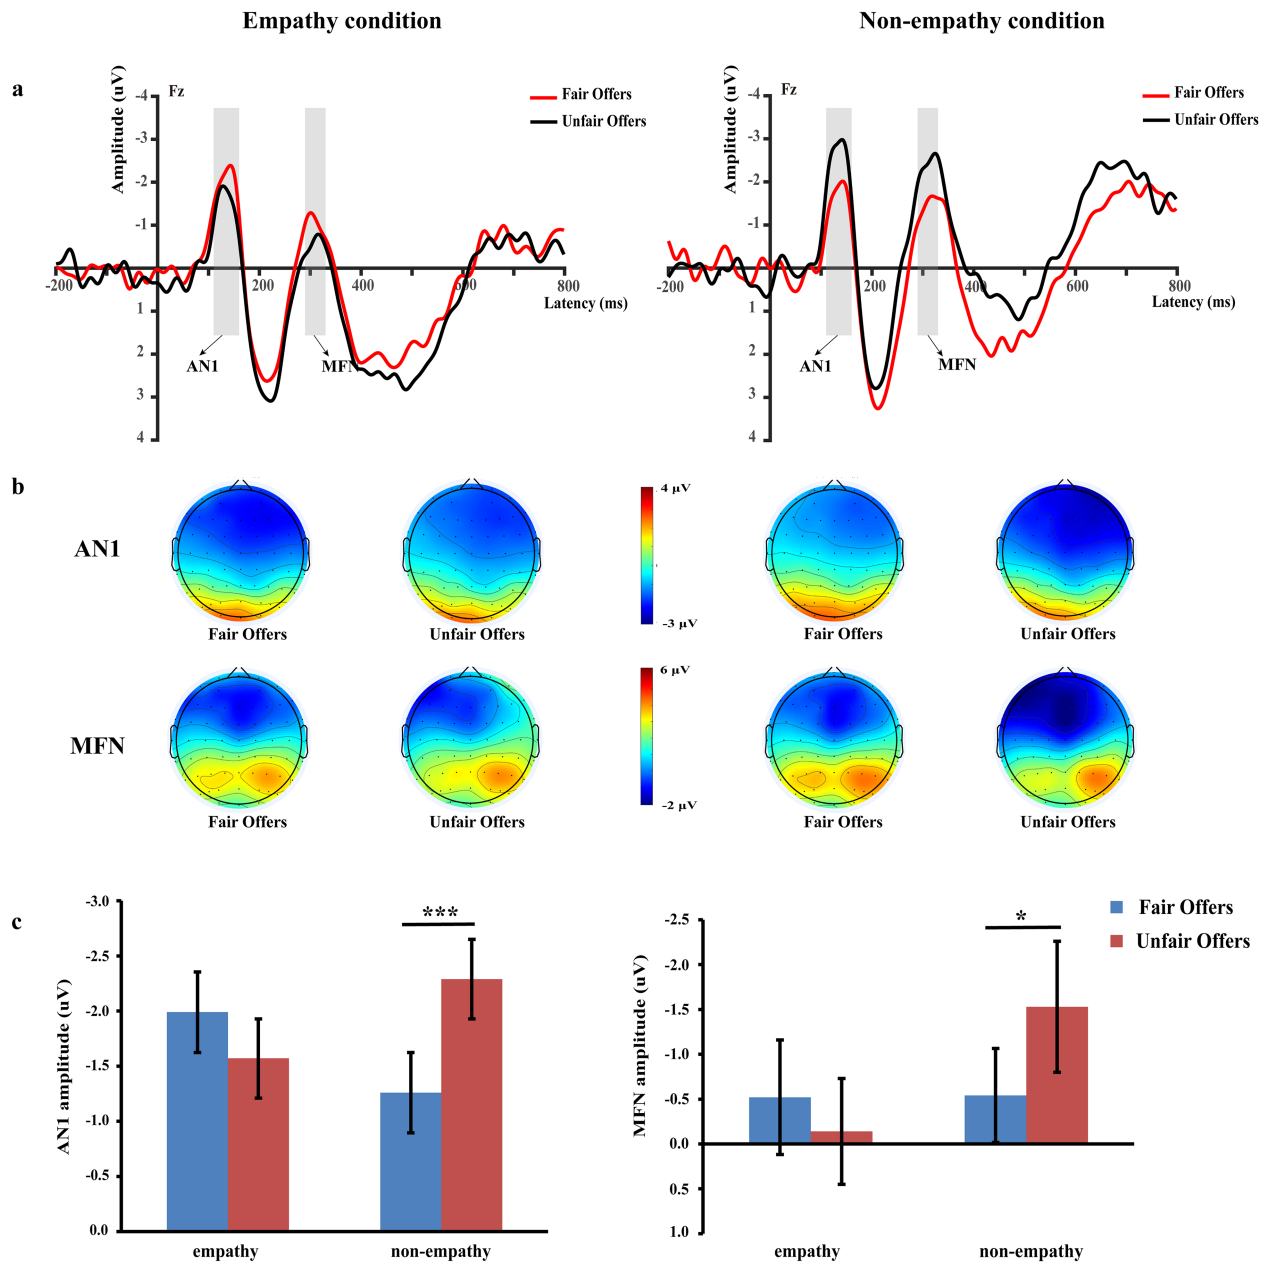 Empathy condition
Non-empathy condition
a
Amplitude (uV)
Fz
-4
-3
-2
-1
1
2
3
4
-200
200
400
600
800
Latency (ms)
Fair Offers
Unfair Offers
AN1
MFN
Amplitude (uV)
Fz
-4
-3
-2
-1
1
2
3
4
-200
200
400
600
800
Latency (ms)
Fair Offers
Unfair Offers
AN1
MFN
b
AN1
4 μV
-3 μV
Fair Offers
Unfair Offers
Fair Offers
Unfair Offers
MFN
6 μV
-2 μV
Fair Offers
Unfair Offers
Fair Offers
Unfair Offers
c
AN1 amplitude (uV)
-3.0
-2.5
-2.0
-1.5
-1.0
-0.5
0.0
***
empathy
non-empathy
MFN amplitude (uV)
-2.5
-2.0
-1.5
-1.0
-0.5
0.0
0.5
1.0
*
empathy
non-empathy
Fair Offers
Unfair Offers